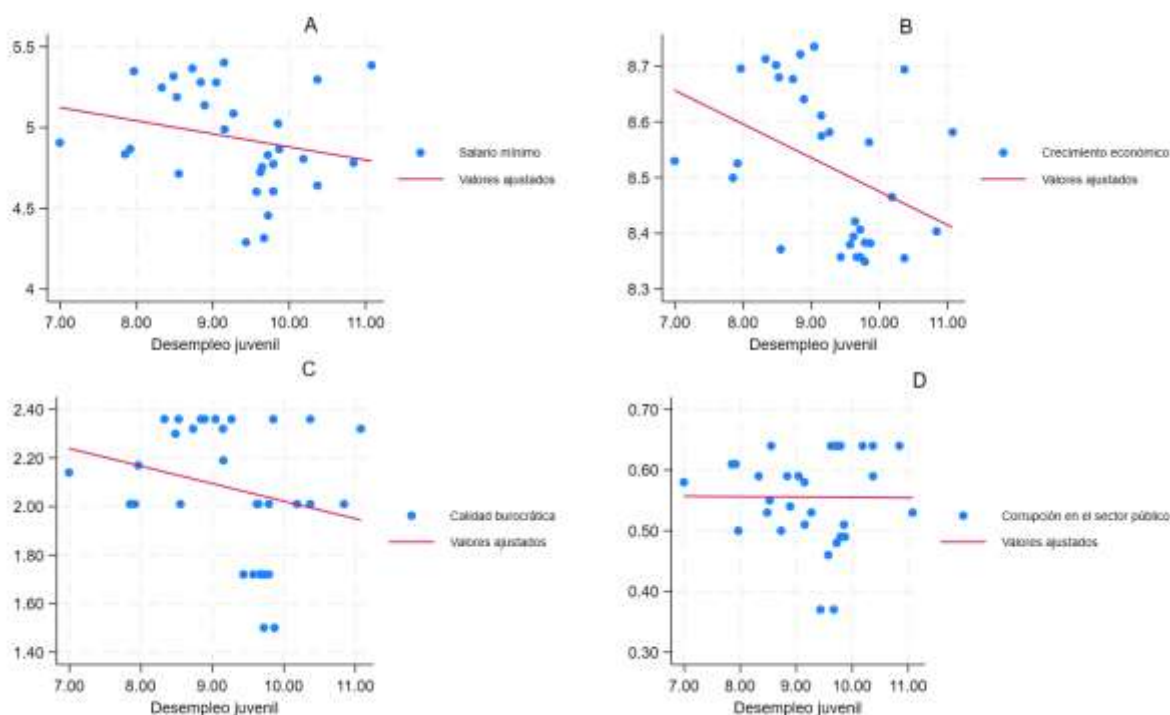 A
5.5
5
4.5
4
7.00 8.00 9.00 10.00 11.00
Desempleo juvenil
Salario mínimo
Valores ajustados
B
8.7
8.6
8.5
8.4
8.3
7.00 8.00 9.00 10.00 11.00
Desempleo juvenil
Crecimiento económico
Valores ajustados
C
2.40
2.20
2.00
1.80
1.60
1.40
7.00 8.00 9.00 10.00 11.00
Desempleo juvenil
Calidad burocrática
Valores ajustados
D
0.70
0.60
0.50
0.40
0.30
7.00 8.00 9.00 10.00 11.00
Desempleo juvenil
Corrupción en el sector público
Valores ajustados